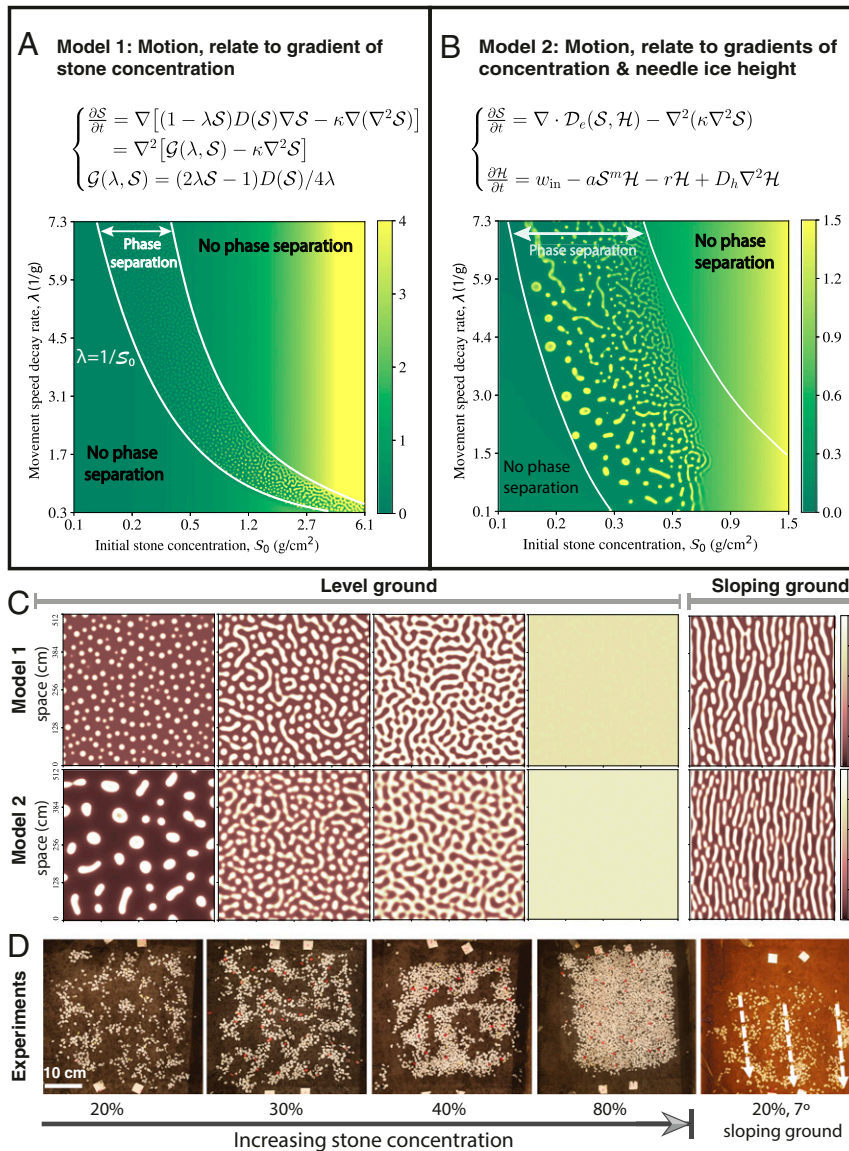 A
Model 1: Motion, relate to gradient of
stone concentration
{ ∂S/∂t = ∇[(1 − λS)D(S)∇S − κ∇(∇²S)]
= ∇²[G(λ, S) − κ∇²S]
G(λ, S) = (2λS − 1)D(S)/4λ
7.3
5.9
4.5
3.1
1.7
0.3
Movement speed decay rate, λ (1/g)
Phase
separation
No phase separation
λ=1/S₀
No phase
separation
0.1 0.2 0.5 1.2 2.7 6.1
Initial stone concentration, S₀ (g/cm²)
4
3
2
1
0
B
Model 2: Motion, relate to gradients of
concentration & needle ice height
{ ∂S/∂t = ∇ · Dₑ(S, H) − ∇²(κ∇²S)
∂H/∂t = w_in − aSᵐH − rH + D_h∇²H
7.3
5.9
4.4
3.0
1.5
0.1
Movement speed decay rate, λ (1/g)
Phase separation
No phase
separation
No phase
separation
0.1 0.2 0.3 0.5 0.9 1.5
Initial stone concentration, S₀ (g/cm²)
1.5
1.2
0.9
0.6
0.3
0.0
C
Level ground
Sloping ground
Model 1
space (cm)
512
384
256
128
0
Model 2
space (cm)
512
384
256
128
0
D
Experiments
10 cm
20% 30% 40% 80% 20%, 7º
sloping ground
Increasing stone concentration